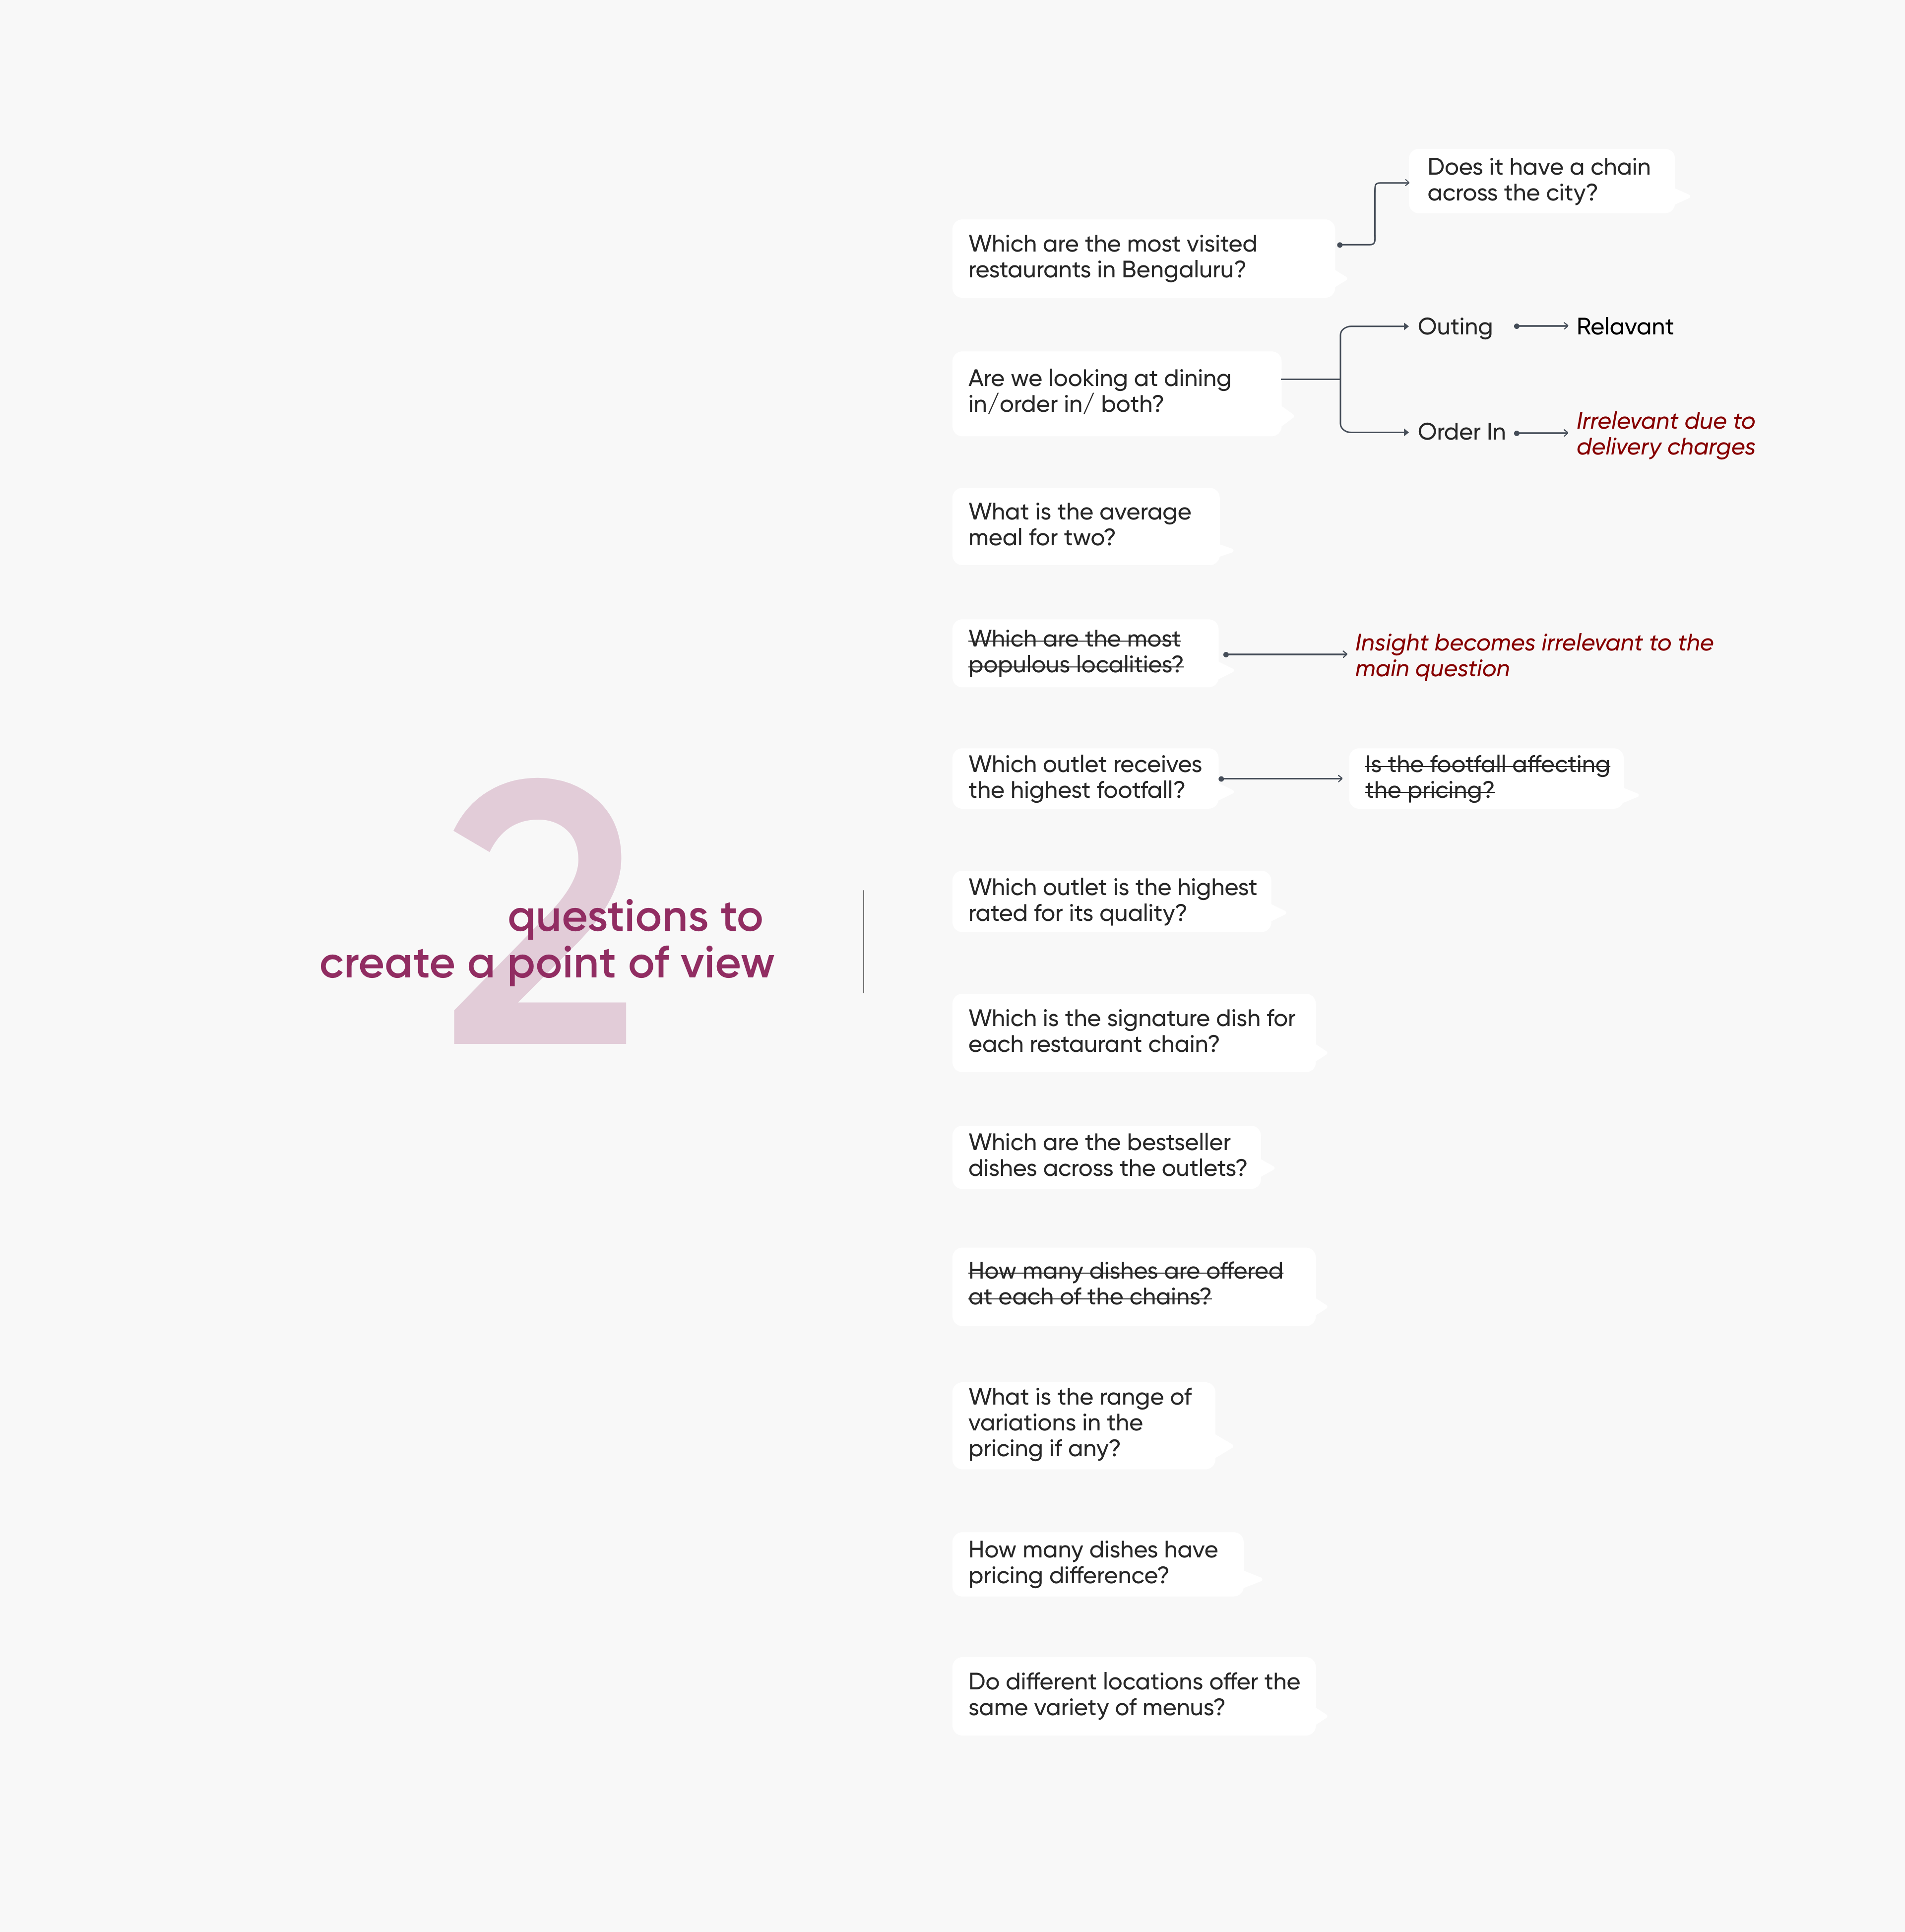 2
questions to
create a point of view
Does it have a chain
across the city?
Which are the most visited
restaurants in Bengaluru?
Outing
Relavant
Are we looking at dining
in/order in/ both?
Order In
Irrelevant due to
delivery charges
What is the average
meal for two?
Which are the most
populous localities?
Insight becomes irrelevant to the
main question
Which outlet receives
the highest footfall?
Is the footfall affecting
the pricing?
Which outlet is the highest
rated for its quality?
Which is the signature dish for
each restaurant chain?
Which are the bestseller
dishes across the outlets?
How many dishes are offered
at each of the chains?
What is the range of
variations in the
pricing if any?
How many dishes have
pricing difference?
Do different locations offer the
same variety of menus?